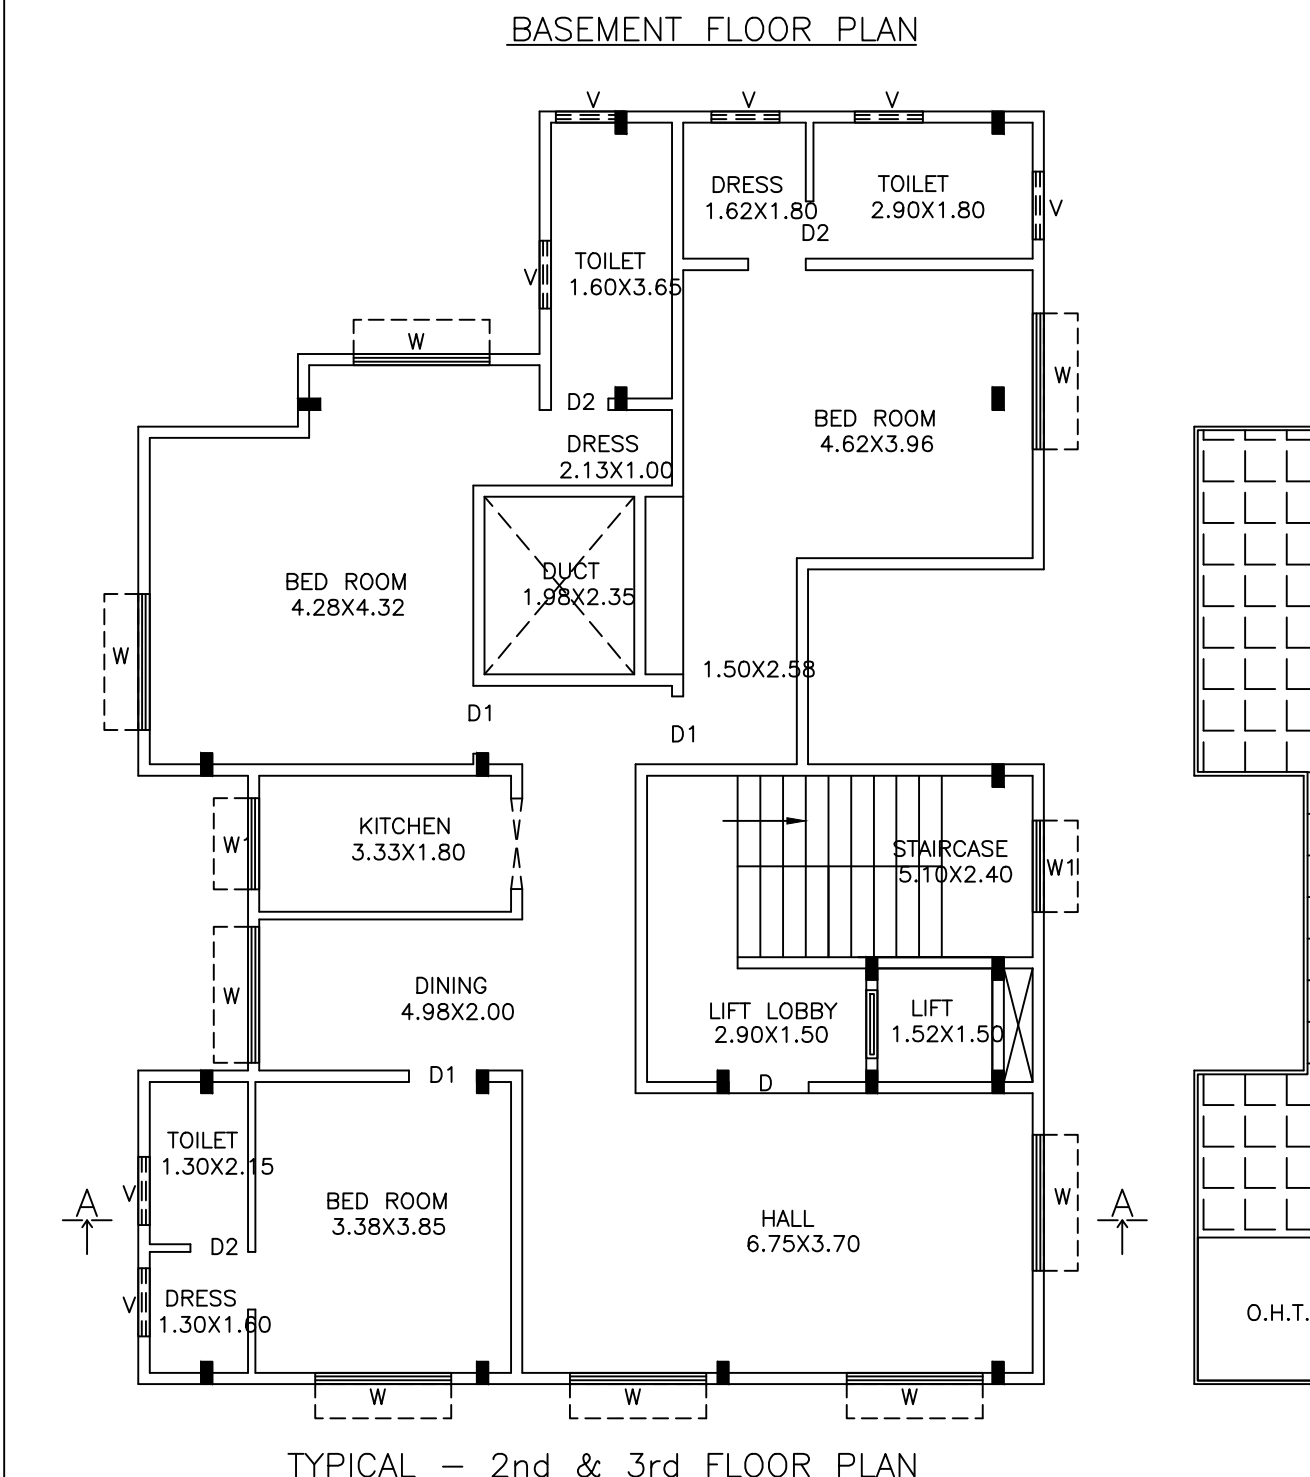 BASEMENT FLOOR PLAN
V
V
V
DRESS
1.62X1.80
TOILET
2.90X1.80
V
D2
TOILET
1.60X3.65
V
W
W
D2
BED ROOM
4.62X3.96
DRESS
2.13X1.00
DUCT
1.98X2.35
BED ROOM
4.28X4.32
W
1.50X2.58
D1
D1
KITCHEN
3.33X1.80
W1
STAIRCASE
5.10X2.40
W1
DINING
4.98X2.00
W
LIFT LOBBY
2.90X1.50
LIFT
1.52X1.50
D1
D
TOILET
1.30X2.15
V
A
BED ROOM
3.38X3.85
HALL
6.75X3.70
W
A
D2
DRESS
1.30X1.60
V
O.H.T.
W
W
W
TYPICAL - 2nd & 3rd FLOOR PLAN